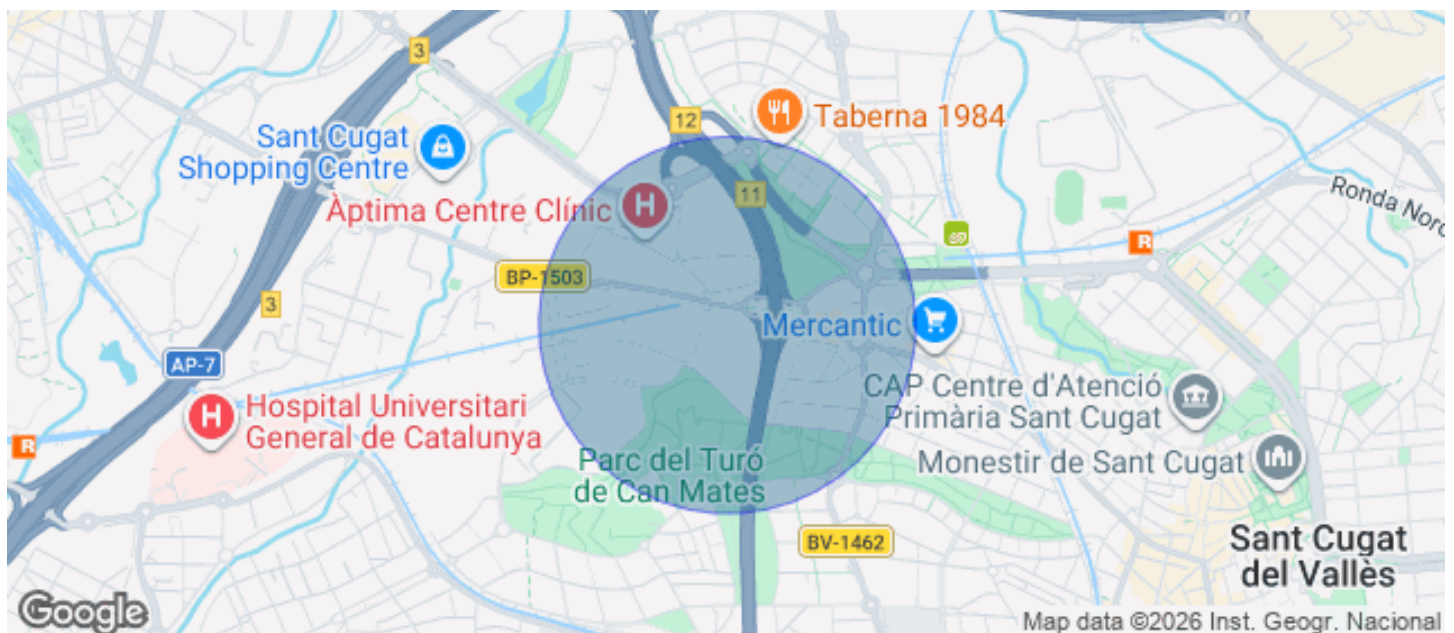 3
12
Taberna 1984
Sant Cugat
Shopping Centre
Àptima Centre Clínic
11
Ronda Nord
R
BP-1503
3
Mercantic
AP-7
CAP Centre d'Atenció
Primària Sant Cugat
Hospital Universitari
General de Catalunya
R
Parc del Turó
de Can Mates
Monestir de Sant Cugat
BV-1462
Sant Cugat
del Vallès
Google
Map data ©2026 Inst. Geogr. Nacional